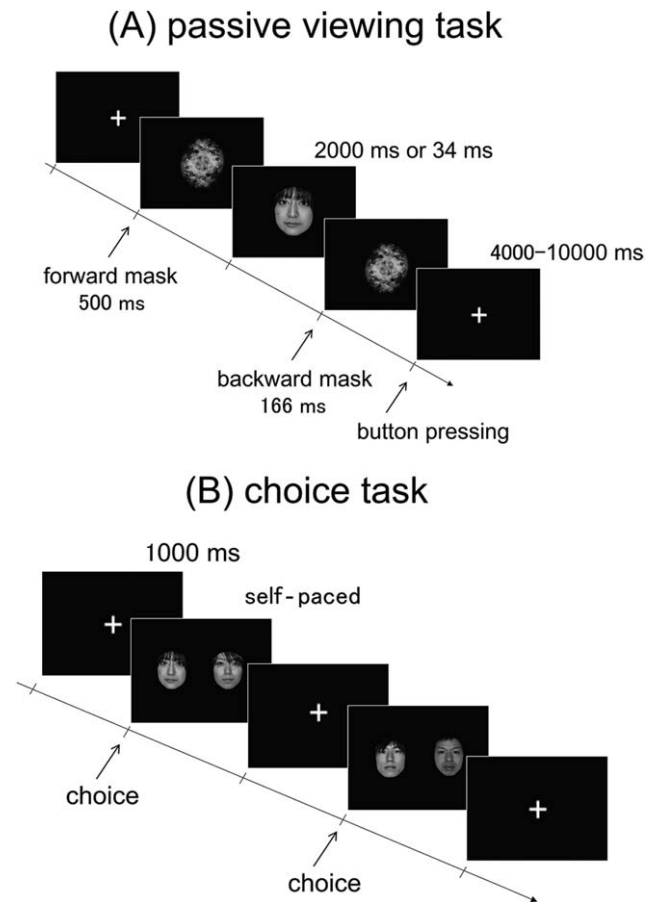 (A) passive viewing task
2000 ms or 34 ms
4000-10000 ms
forward mask
500 ms
backward mask
166 ms
button pressing
(B) choice task
1000 ms
self-paced
choice
choice